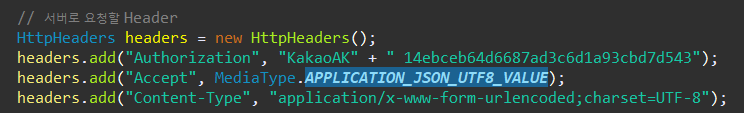 // 서버로 요청할 Header
HttpHeaders headers = new HttpHeaders();
headers.add("Authorization", "KakaoAK" + " 14ebceb64d6687ad3c6d1a93cbd7d543");
headers.add("Accept", MediaType.APPLICATION_JSON_UTF8_VALUE);
headers.add("Content-Type", "application/x-www-form-urlencoded;charset=UTF-8");